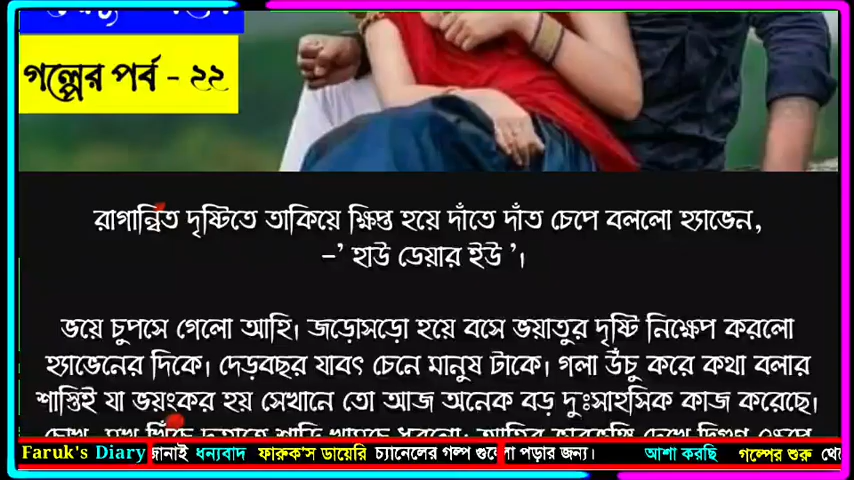 গল্পের পর্ব - ২২
রাগান্বিত দৃষ্টিতে তাকিয়ে ক্ষিপ্ত হয়ে দাঁতে দাঁত চেপে বললো হ্যাভেন,
-’ হাউ ডেয়ার ইউ ’।
ভয়ে চুপসে গেলো আহি। জড়োসড়ো হয়ে বসে ভয়াতুর দৃষ্টি নিক্ষেপ করলো
হ্যাভেনের দিকে। দেড়বছর যাবৎ চেনে মানুষ টাকে। গলা উঁচু করে কথা বলার
শাস্তিই যা ভয়ংকর হয় সেখানে তো আজ অনেক বড় দুঃসাহসিক কাজ করেছে।
Faruk's Diary জানাই ধন্যবাদ ফারুক'স ডায়েরি চ্যানেলের গল্প পড়ার জন্য। আশা করছি গল্পের শুরু থেকে